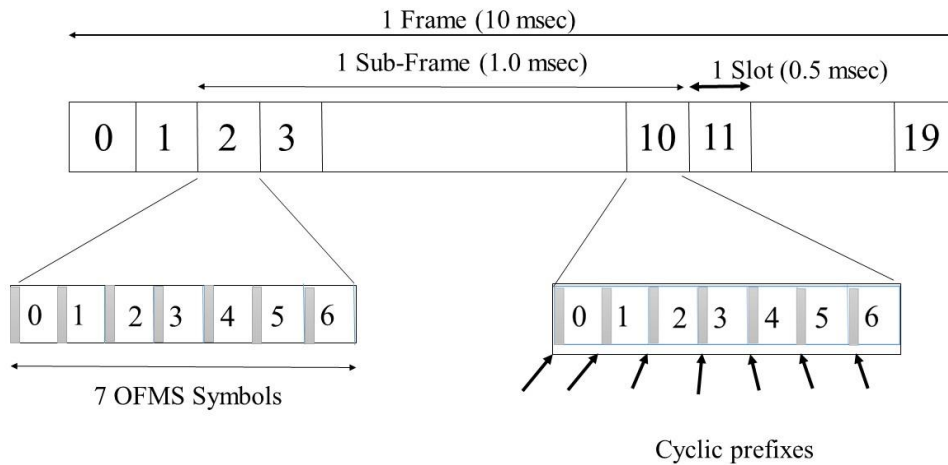 1 Frame (10 msec)
1 Sub-Frame (1.0 msec)
1 Slot (0.5 msec)
0 1 2 3 10 11 19
0 1 2 3 4 5 6
0 1 2 3 4 5 6
7 OFMS Symbols
Cyclic prefixes